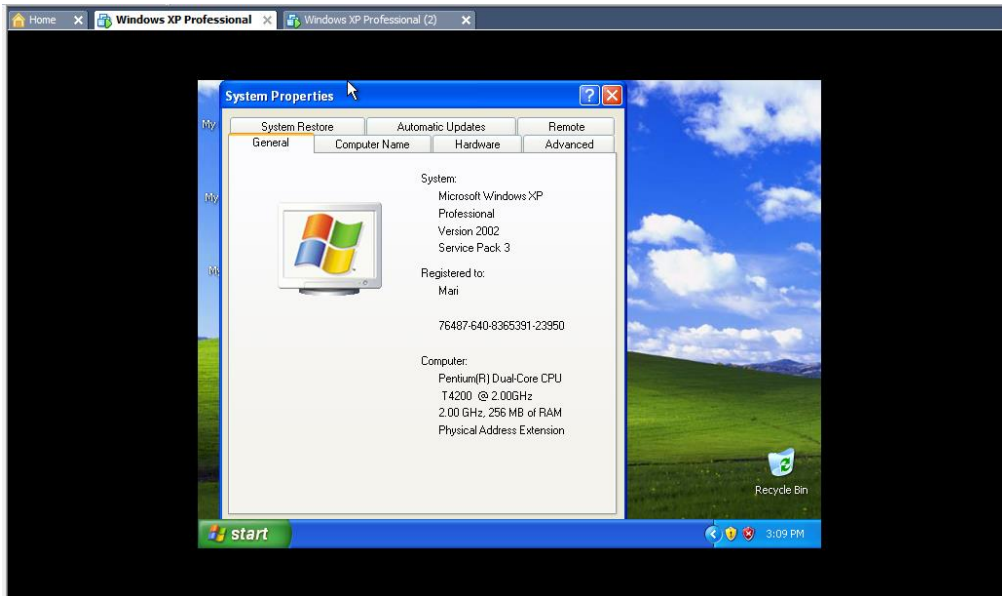 Home
Windows XP Professional
Windows XP Professional (2)
System Properties
System Restore
Automatic Updates
Remote
General
Computer Name
Hardware
Advanced
My
My
System:
Microsoft Windows XP
Professional
Version 2002
Service Pack 3
Registered to:
Mari
76487-640-8365391-23950
Computer:
Pentium(R) Dual-Core CPU
T4200 @ 2.00GHz
2.00 GHz, 256 MB of RAM
Physical Address Extension
Recycle Bin
start
3:09 PM